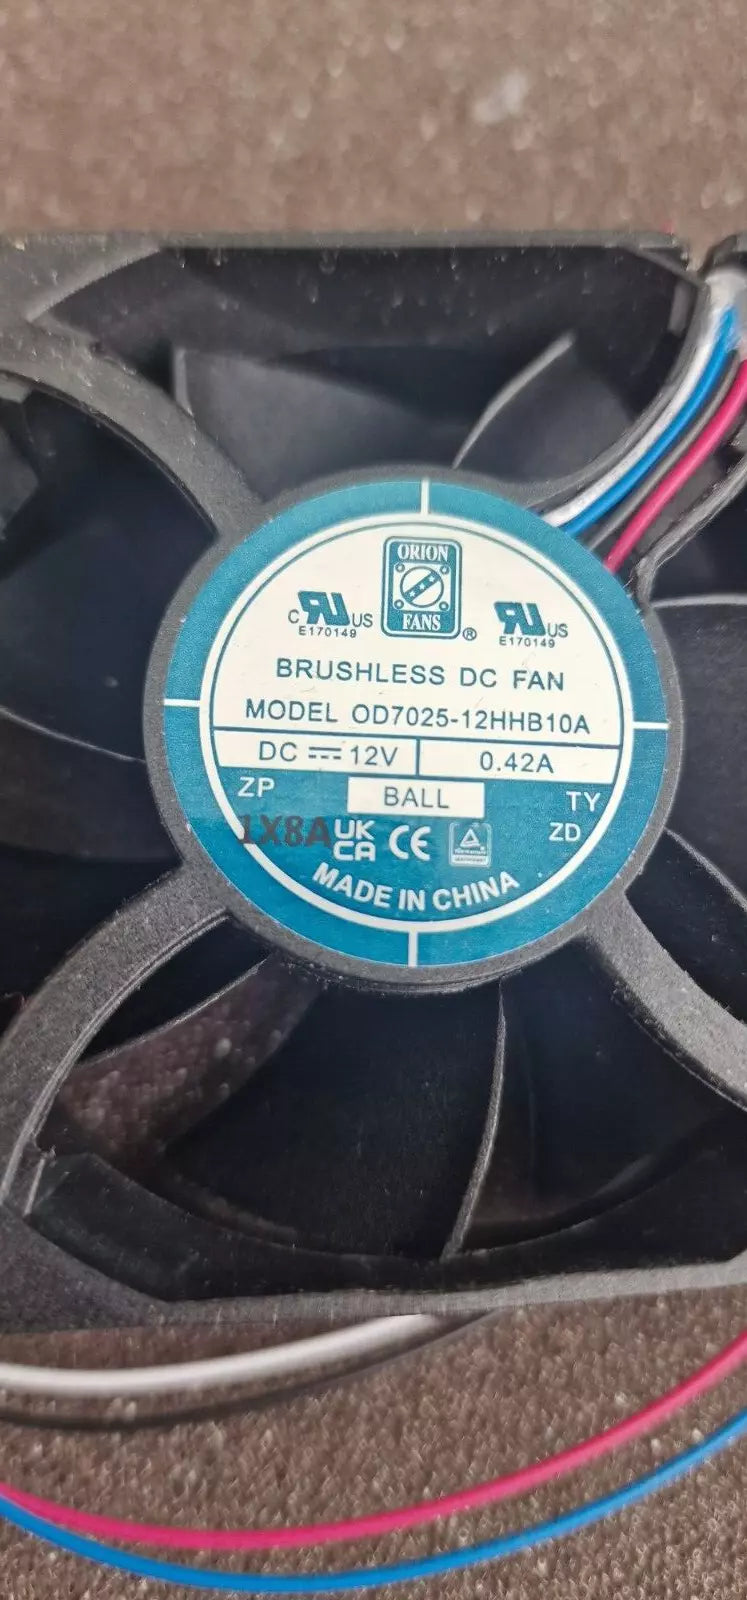 ORION
FANS
®
C US
E170149
US
E170149
BRUSHLESS DC FAN
MODEL OD7025-12HHB10A
DC 12V
0.42A
ZP
BALL
TY
1X8A
UK
CA
CE
ZD
MADE IN CHINA